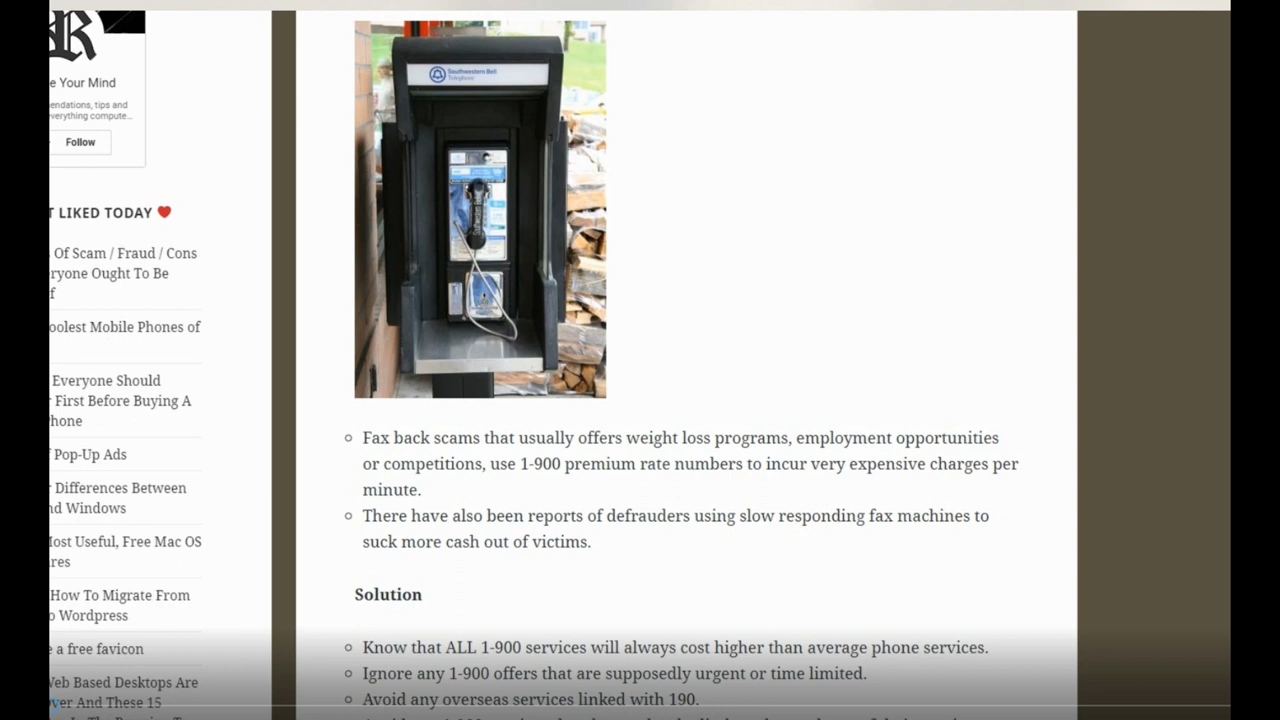 e Your Mind
endations, tips and
everything compute...
Follow
T LIKED TODAY
Of Scam / Fraud / Cons
ryone Ought To Be
f
oolest Mobile Phones of
Everyone Should
First Before Buying A
hone
Pop-Up Ads
Differences Between
nd Windows
Most Useful, Free Mac OS
res
How To Migrate From
o Wordpress
e a free favicon
Web Based Desktops Are
ver And These 15
Southwestern Bell
Telephone
Fax back scams that usually offers weight loss programs, employment opportunities
or competitions, use 1-900 premium rate numbers to incur very expensive charges per
minute.
There have also been reports of defrauders using slow responding fax machines to
suck more cash out of victims.
Solution
Know that ALL 1-900 services will always cost higher than average phone services.
Ignore any 1-900 offers that are supposedly urgent or time limited.
Avoid any overseas services linked with 190.